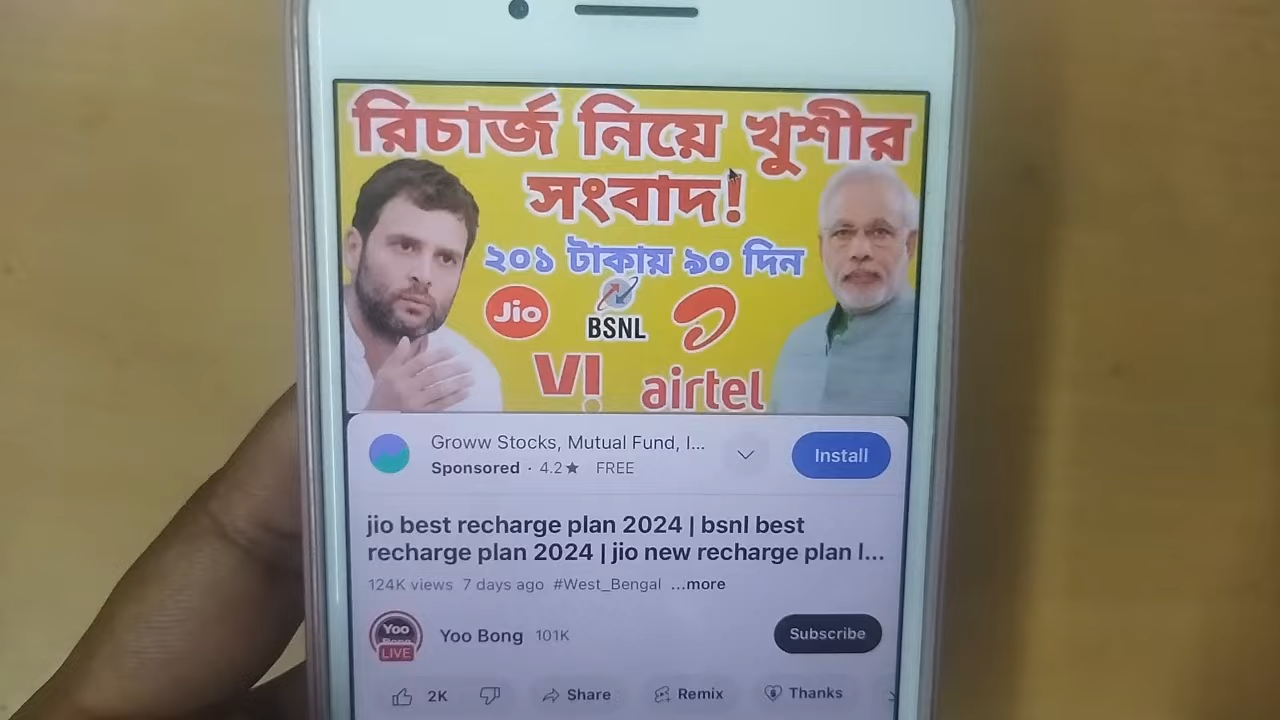 রিচার্জ নিয়ে খুশীর
সংবাদ!
২০১ টাকায় ৯০ দিন
Jio
BSNL
VI
airtel
Groww Stocks, Mutual Fund, I...
Sponsored · 4.2★ FREE
Install
jio best recharge plan 2024 | bsnl best
recharge plan 2024 | jio new recharge plan l...
124K views 7 days ago #West_Bengal ...more
Yoo
LIVE
Yoo Bong 101K
Subscribe
2K
Share
Remix
Thanks